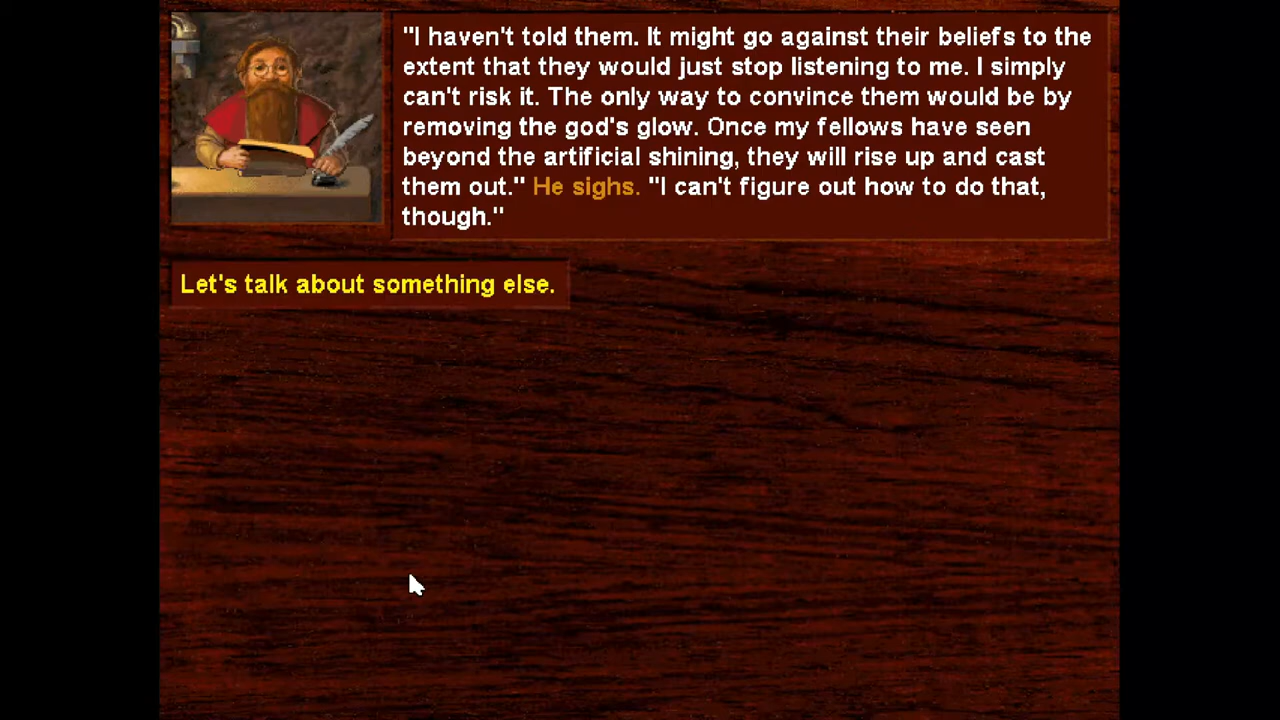 "I haven't told them. It might go against their beliefs to the
extent that they would just stop listening to me. I simply
can't risk it. The only way to convince them would be by
removing the god's glow. Once my fellows have seen
beyond the artificial shining, they will rise up and cast
them out." He sighs. "I can't figure out how to do that,
though."
Let's talk about something else.